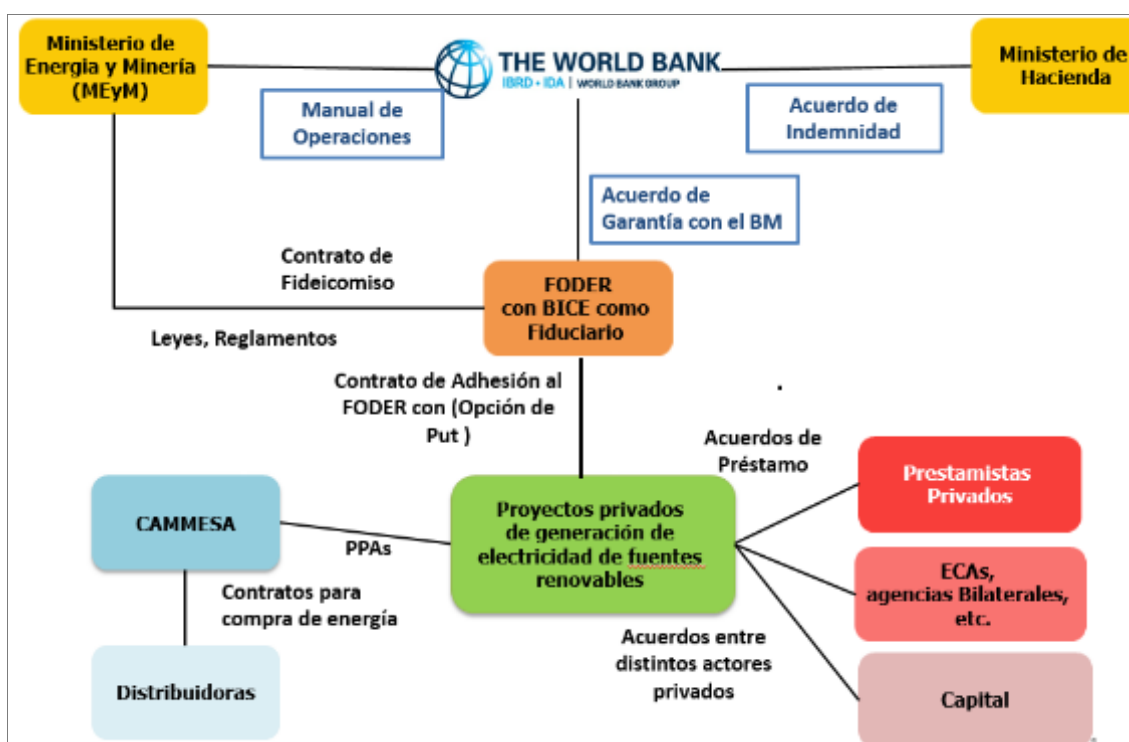 Ministerio de
Energia y Minería
(MEyM)
THE WORLD BANK
IBRD • IDA | WORLD BANK GROUP
Ministerio de
Hacienda
Manual de
Operaciones
Acuerdo de
Indemnidad
Acuerdo de
Garantía con el BM
Contrato de
Fideicomiso
FODER
con BICE como
Fiduciario
Leyes, Reglamentos
Contrato de Adhesión al
FODER con (Opción de
Put )
Acuerdos de
Préstamo
Prestamistas
Privados
CAMMESA
PPAs
Proyectos privados
de generación de
electricidad de fuentes
renovables
ECAs,
agencias Bilaterales,
etc.
Contratos para
compra de energía
Acuerdos entre
distintos actores
privados
Distribuidoras
Capital